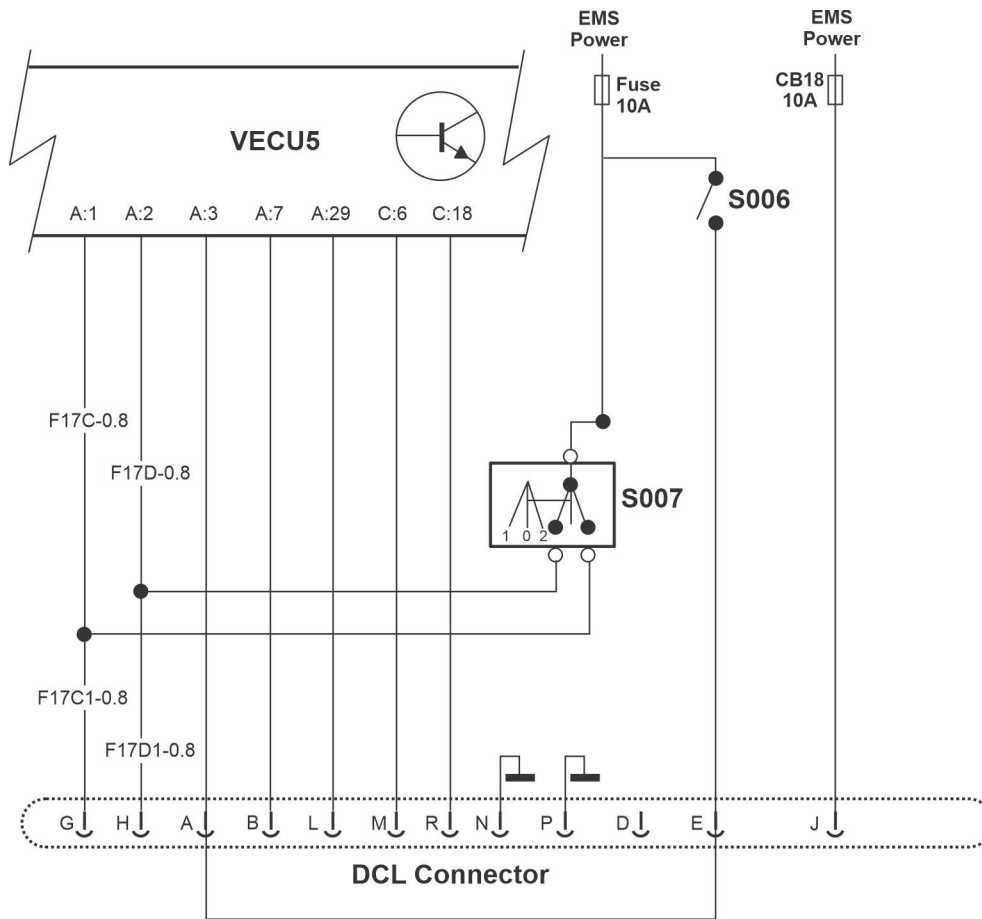 EMS
Power
EMS
Power
Fuse
10A
CB18
10A
VECU5
S006
A:1 A:2 A:3 A:7 A:29 C:6 C:18
F17C-0.8
F17D-0.8
S007
1 0 2
F17C1-0.8
F17D1-0.8
G H A B L M R N P D E J
DCL Connector